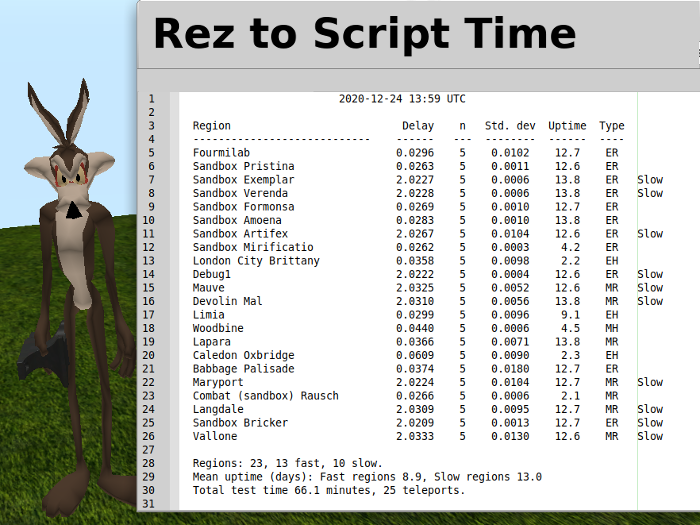 Rez to Script Time
1 2020-12-24 13:59 UTC
2
3 Region Delay n Std. dev Uptime Type
4 ---------------------------- ------ --- -------- ------ ----
5 Fourmilab 0.0296 5 0.0102 12.7 ER
6 Sandbox Pristina 0.0263 5 0.0011 12.6 ER
7 Sandbox Exemplar 2.0227 5 0.0006 13.8 ER Slow
8 Sandbox Verenda 2.0228 5 0.0006 13.8 ER Slow
9 Sandbox Formonsa 0.0269 5 0.0010 12.7 ER
10 Sandbox Amoena 0.0283 5 0.0010 13.8 ER
11 Sandbox Artifex 2.0267 5 0.0104 12.6 ER Slow
12 Sandbox Mirificatio 0.0262 5 0.0003 4.2 ER
13 London City Brittany 0.0358 5 0.0098 2.2 EH
14 Debug1 2.0222 5 0.0004 12.6 ER Slow
15 Mauve 2.0325 5 0.0052 12.6 MR Slow
16 Devolin Mal 2.0310 5 0.0056 13.8 MR Slow
17 Limia 0.0299 5 0.0096 9.1 EH
18 Woodbine 0.0440 5 0.0006 4.5 MH
19 Lapara 0.0366 5 0.0071 13.8 MR
20 Caledon Oxbridge 0.0609 5 0.0090 2.3 EH
21 Babbage Palisade 0.0374 5 0.0180 12.7 ER
22 Maryport 2.0224 5 0.0104 12.7 MR Slow
23 Combat (sandbox) Rausch 0.0266 5 0.0006 2.1 MR
24 Langdale 2.0309 5 0.0095 12.7 MR Slow
25 Sandbox Bricker 2.0209 5 0.0013 12.7 ER Slow
26 Vallone 2.0333 5 0.0130 12.6 MR Slow
27
28 Regions: 23, 13 fast, 10 slow.
29 Mean uptime (days): Fast regions 8.9, Slow regions 13.0
30 Total test time 66.1 minutes, 25 teleports.
31